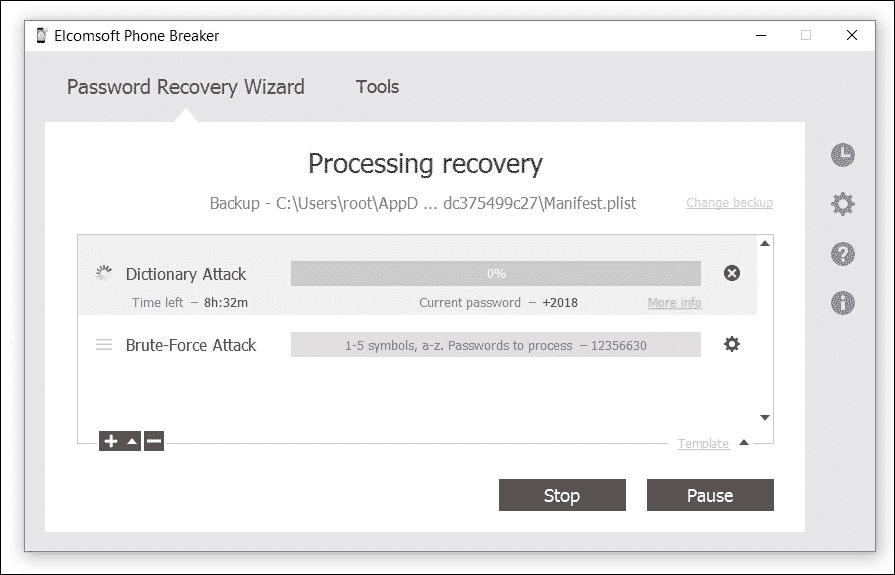 Elcomsoft Phone Breaker
Password Recovery Wizard Tools
Processing recovery
Backup - C:\Users\root\AppD ... dc375499c27\Manifest.plist Change backup
Dictionary Attack 0%
Time left – 8h:32m Current password – +2018 More info
Brute-Force Attack 1-5 symbols, a-z. Passwords to process – 12356630
Template
Stop Pause